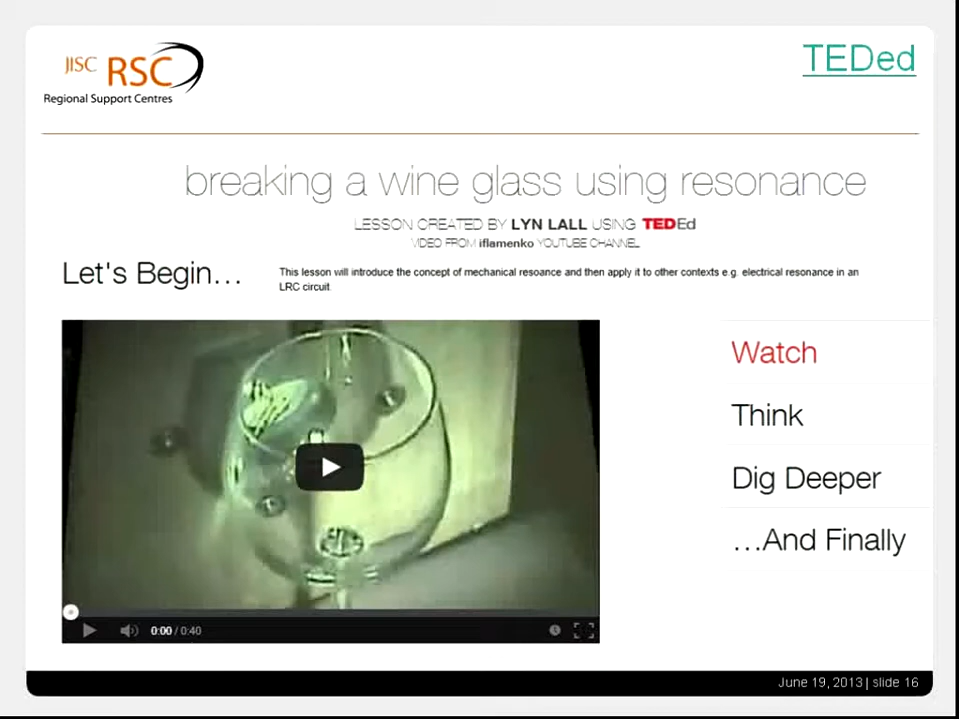 JISC RSC
Regional Support Centres
TEDed
breaking a wine glass using resonance
LESSON CREATED BY LYN LALL USING TEDEd
VIDEO FROM iflamenko YOUTUBE CHANNEL
Let's Begin...
This lesson will introduce the concept of mechanical resoance and then apply it to other contexts e.g. electrical resonance in an
LRC circuit.
Watch
Think
Dig Deeper
...And Finally
0:00 / 0:40
June 19, 2013 | slide 16